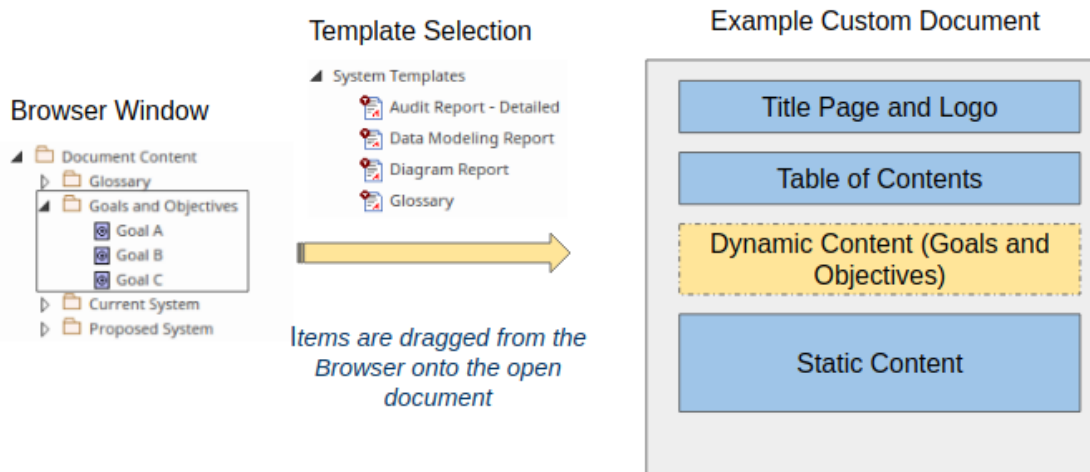 Browser Window
Document Content
Glossary
Goals and Objectives
Goal A
Goal B
Goal C
Current System
Proposed System
Template Selection
System Templates
Audit Report - Detailed
Data Modeling Report
Diagram Report
Glossary
Items are dragged from the
Browser onto the open
document
Example Custom Document
Title Page and Logo
Table of Contents
Dynamic Content (Goals and
Objectives)
Static Content